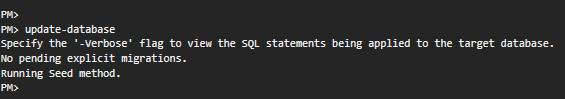 PM>
PM> update-database
Specify the '-Verbose' flag to view the SQL statements being applied to the target database.
No pending explicit migrations.
Running Seed method.
PM>